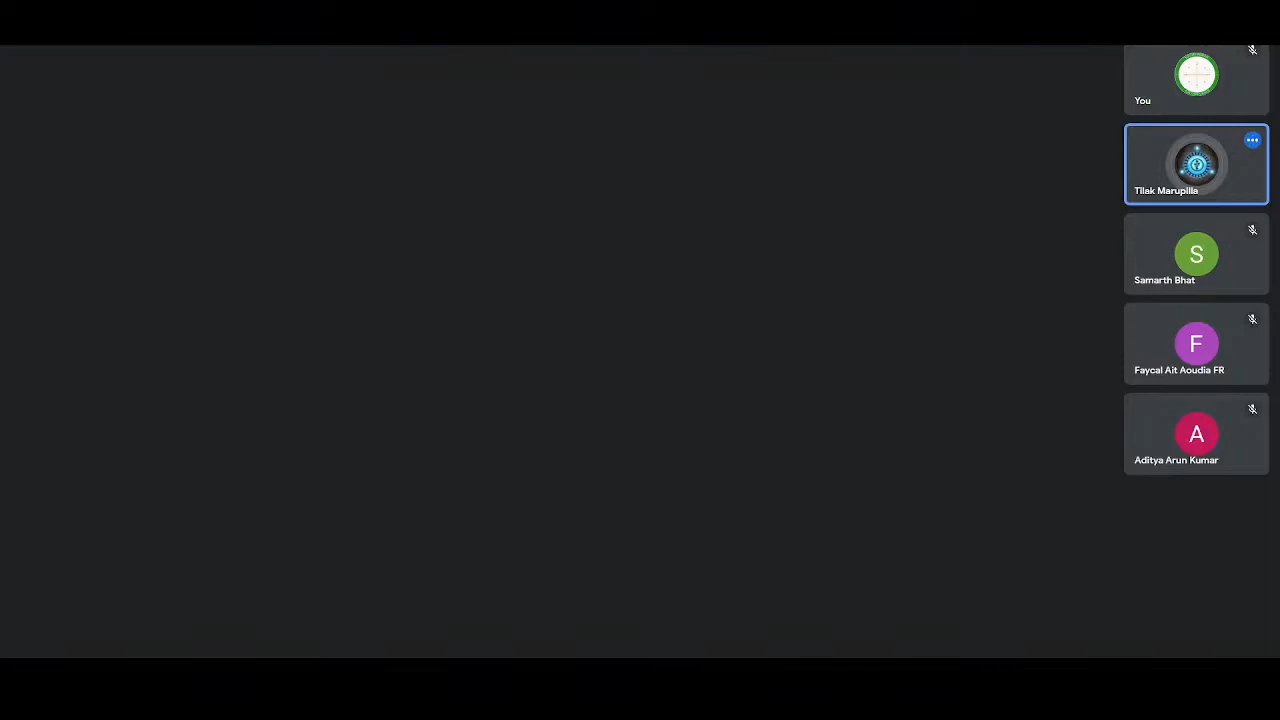 You
Tilak Marupilla
S
Samarth Bhat
F
Faycal Ait Aoudia FR
A
Aditya Arun Kumar